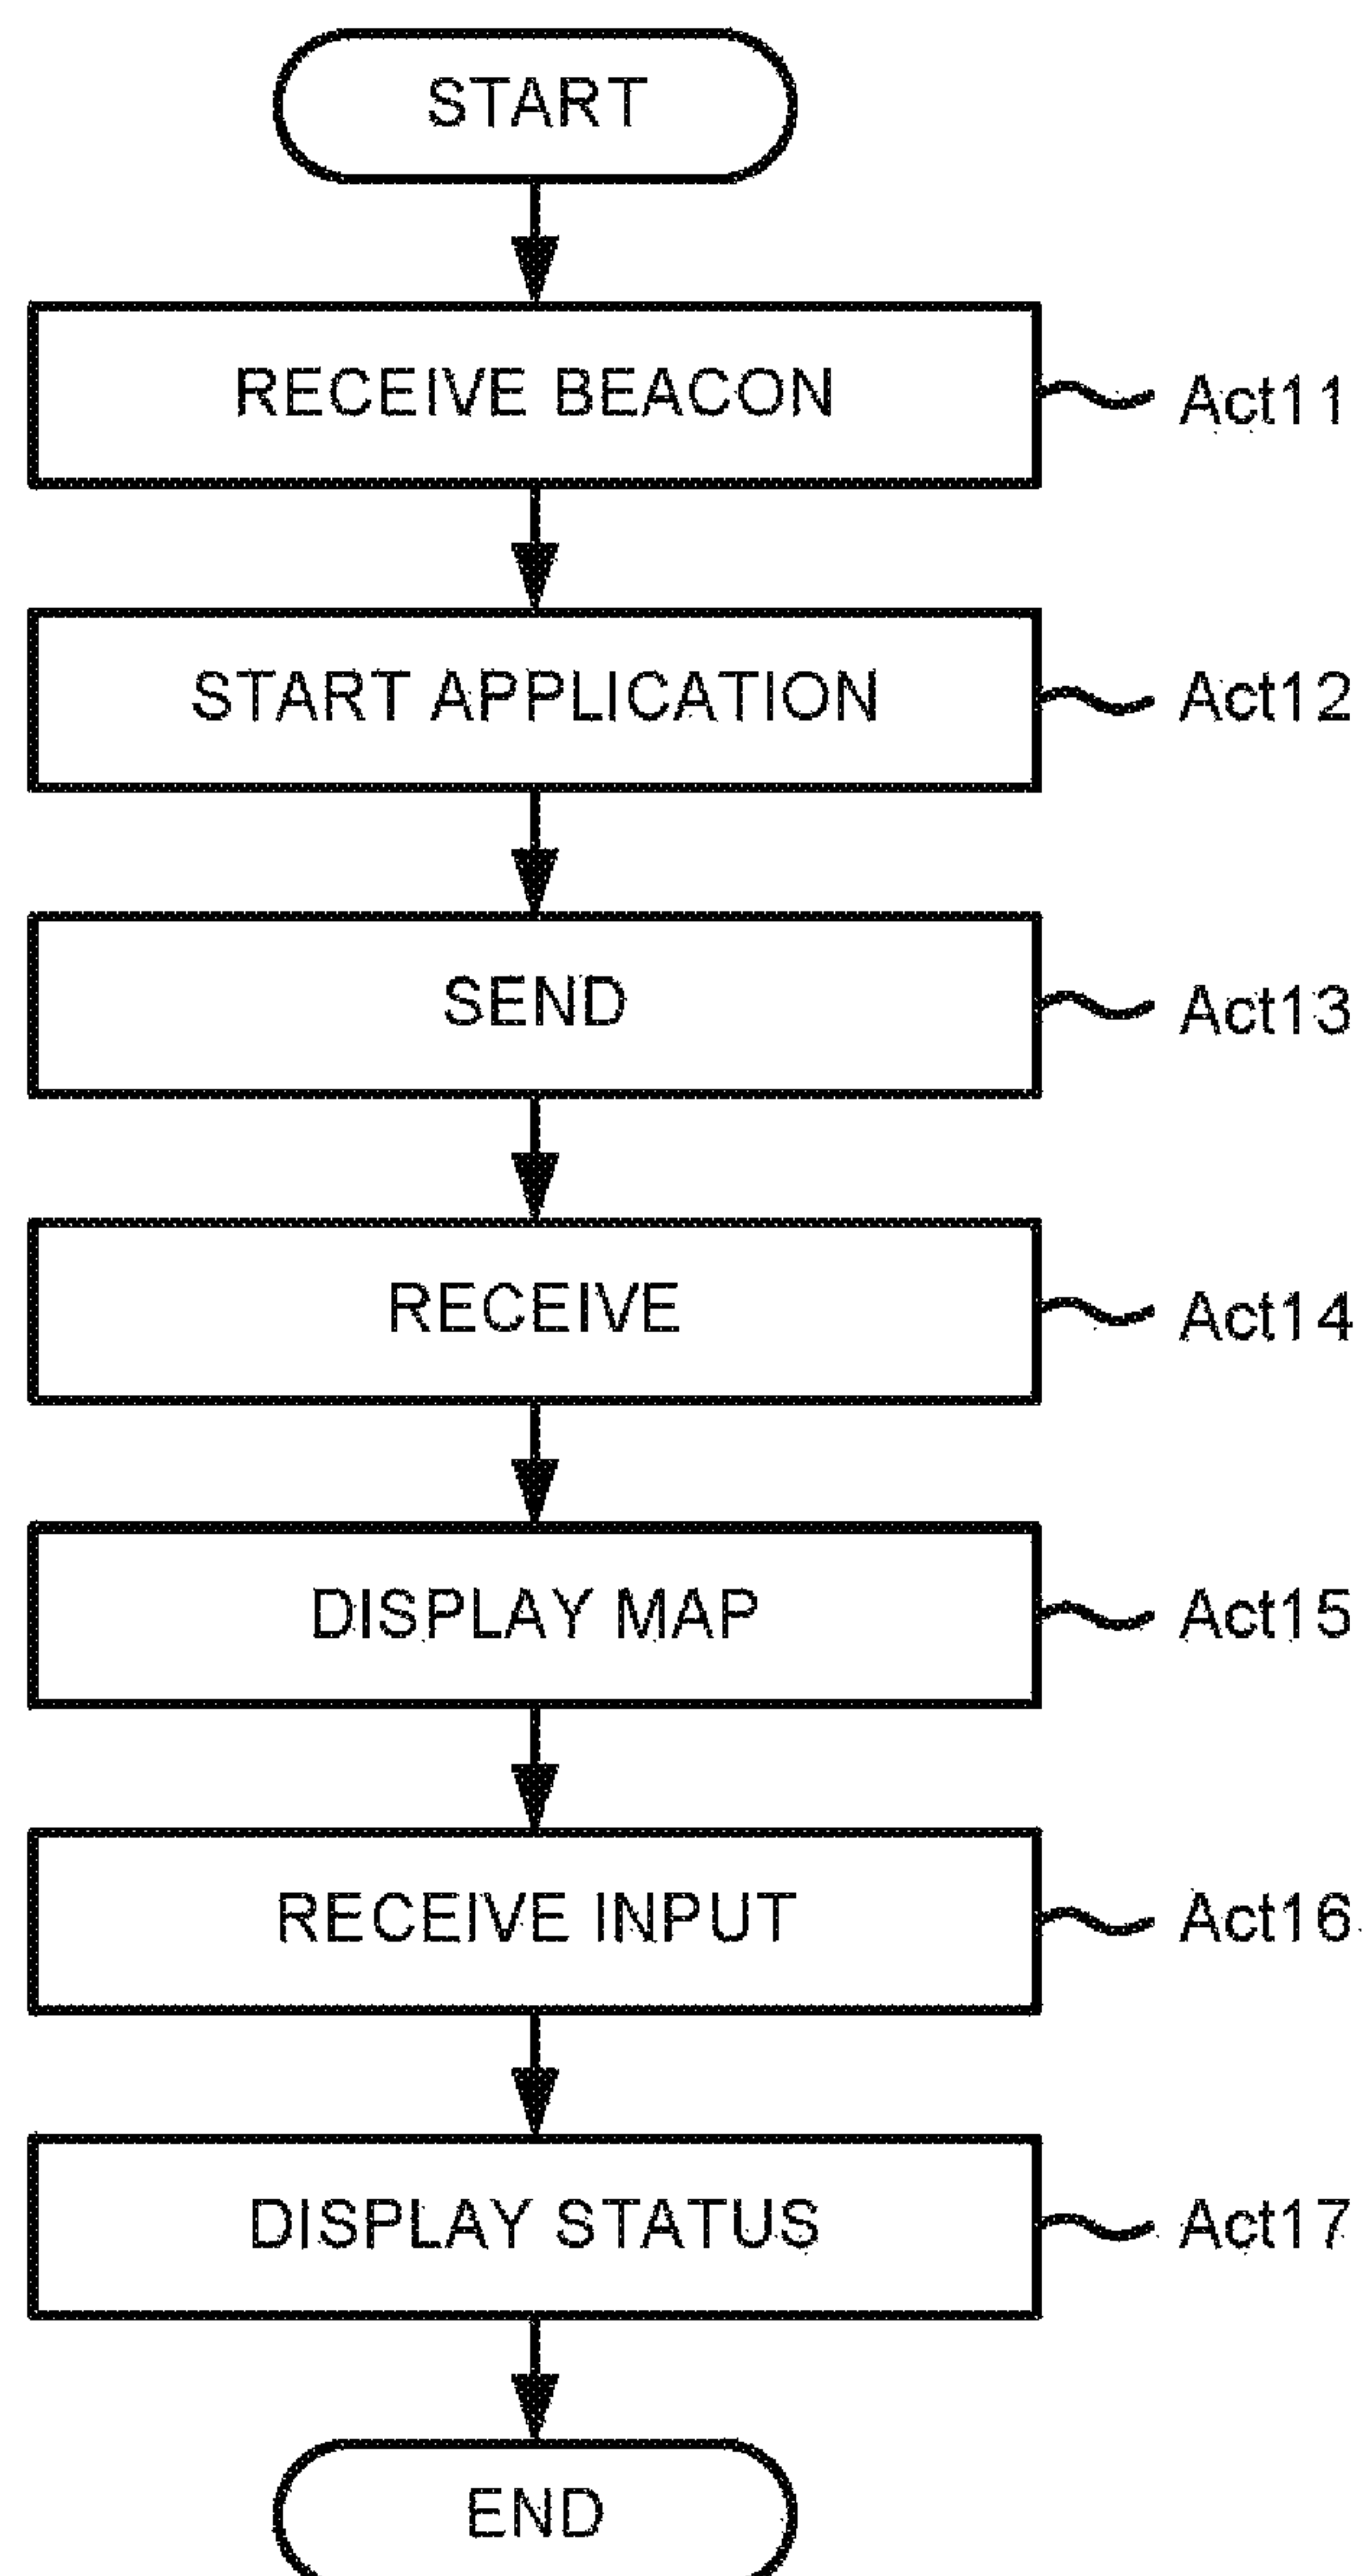 START
RECEIVE BEACON Act11
START APPLICATION Act12
SEND Act13
RECEIVE Act14
DISPLAY MAP Act15
RECEIVE INPUT Act16
DISPLAY STATUS Act17
END